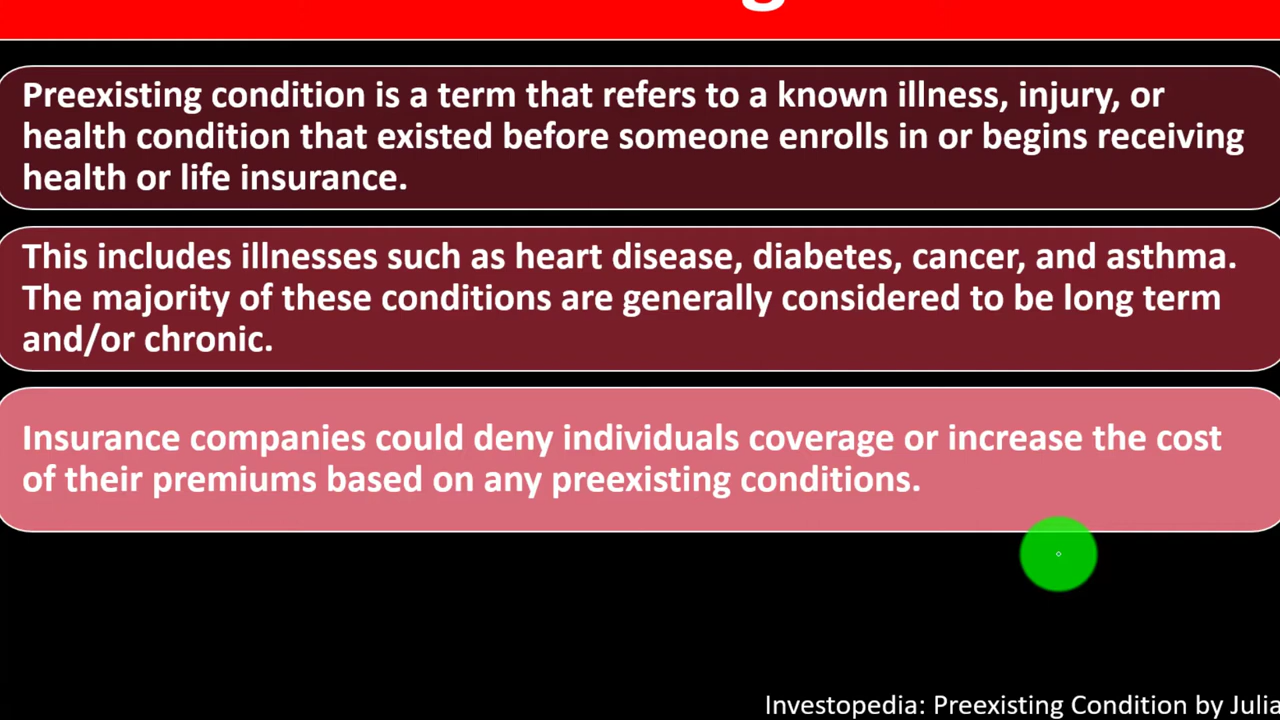 Preexisting condition is a term that refers to a known illness, injury, or
health condition that existed before someone enrolls in or begins receiving
health or life insurance.
This includes illnesses such as heart disease, diabetes, cancer, and asthma.
The majority of these conditions are generally considered to be long term
and/or chronic.
Insurance companies could deny individuals coverage or increase the cost
of their premiums based on any preexisting conditions.
Investopedia: Preexisting Condition by Julia